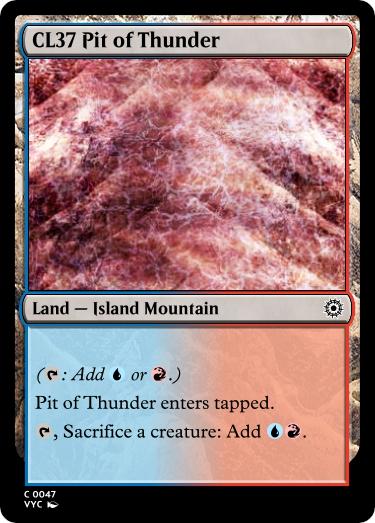 CL37 Pit of Thunder
Land — Island Mountain
(: Add or .)
Pit of Thunder enters tapped.
, Sacrifice a creature: Add .
C 0047
VYC